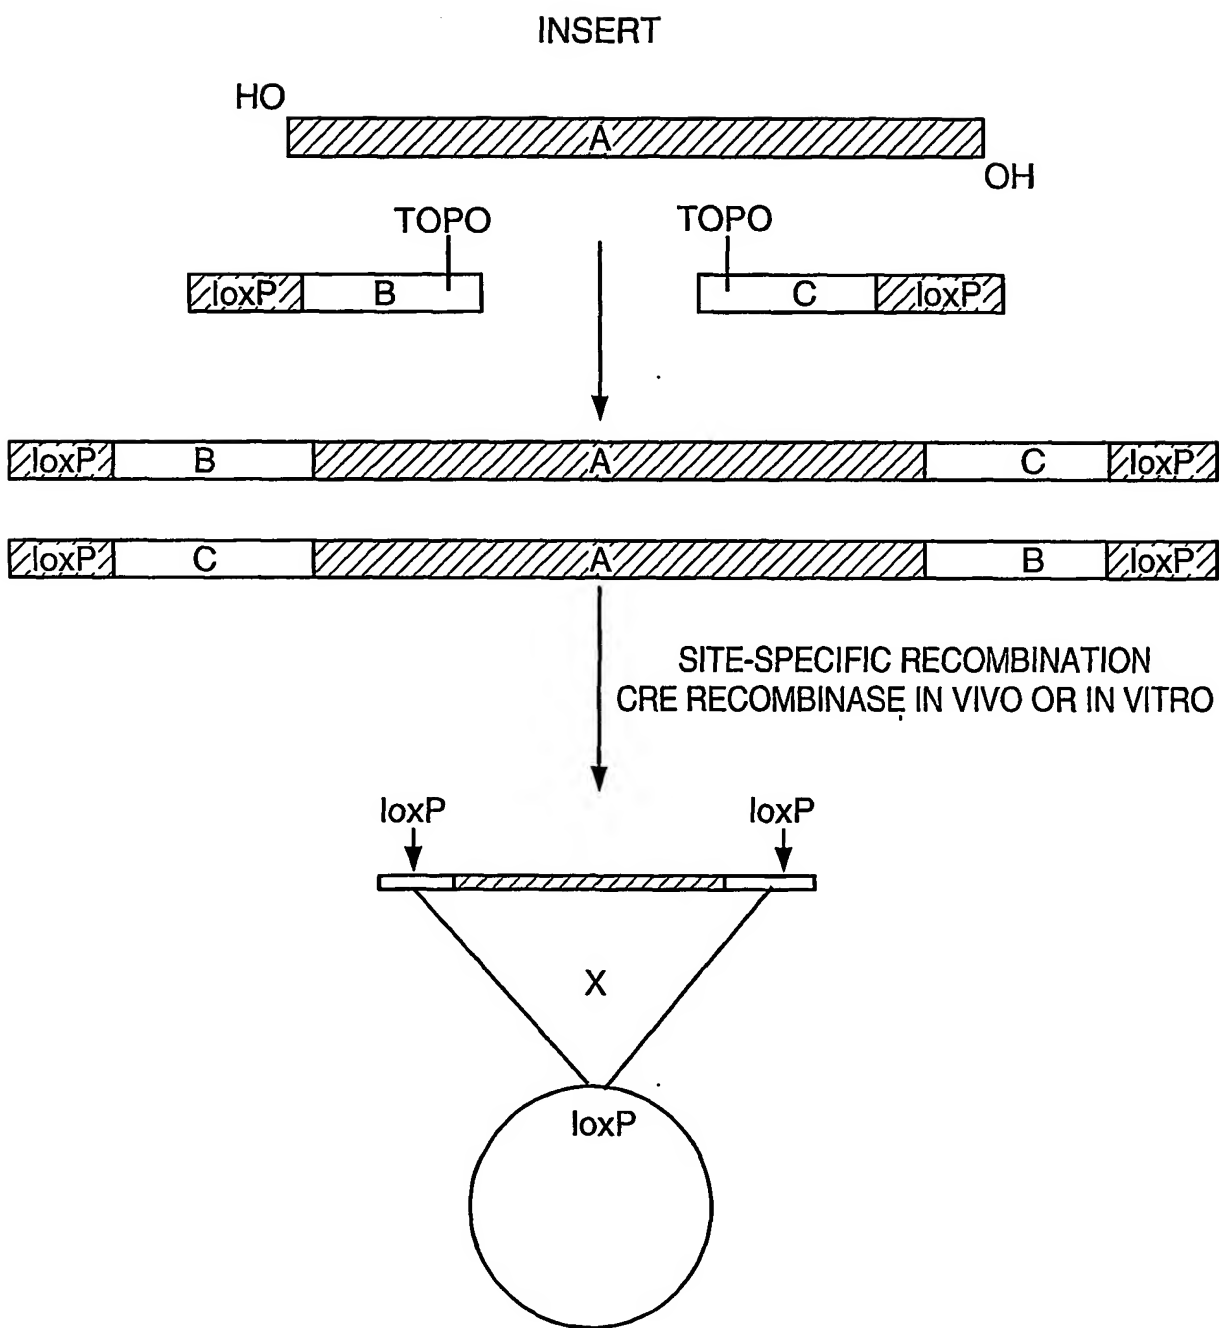 INSERT
HO
A
OH
TOPO TOPO
loxP B C loxP
loxP B A C loxP
loxP C A B loxP
SITE-SPECIFIC RECOMBINATION
CRE RECOMBINASE IN VIVO OR IN VITRO
loxP loxP
X
loxP